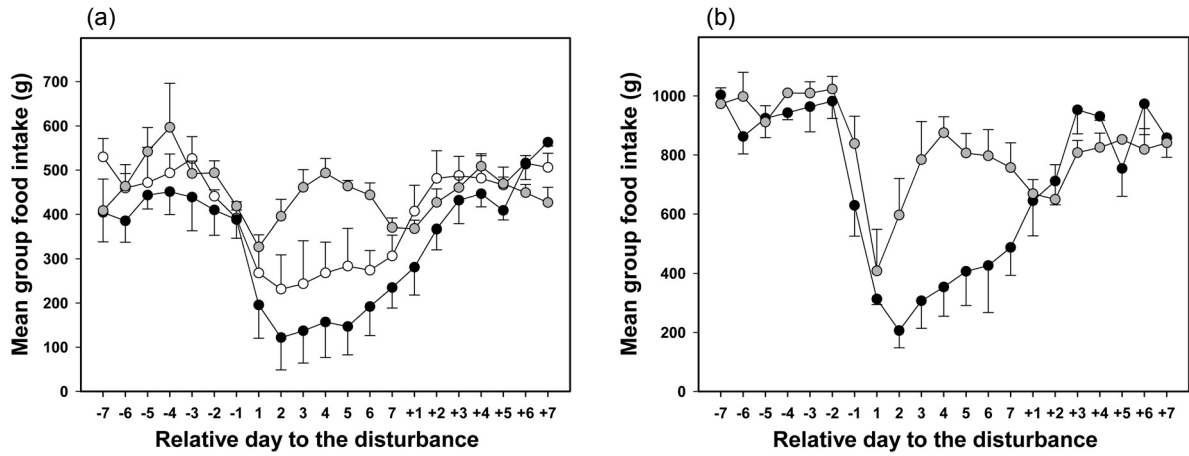 (a)
Mean group food intake (g)
700
600
500
400
300
200
100
0
-7 -6 -5 -4 -3 -2 -1 1 2 3 4 5 6 7 +1 +2 +3 +4 +5 +6 +7
Relative day to the disturbance
(b)
Mean group food intake (g)
1000
800
600
400
200
0
-7 -6 -5 -4 -3 -2 -1 1 2 3 4 5 6 7 +1 +2 +3 +4 +5 +6 +7
Relative day to the disturbance